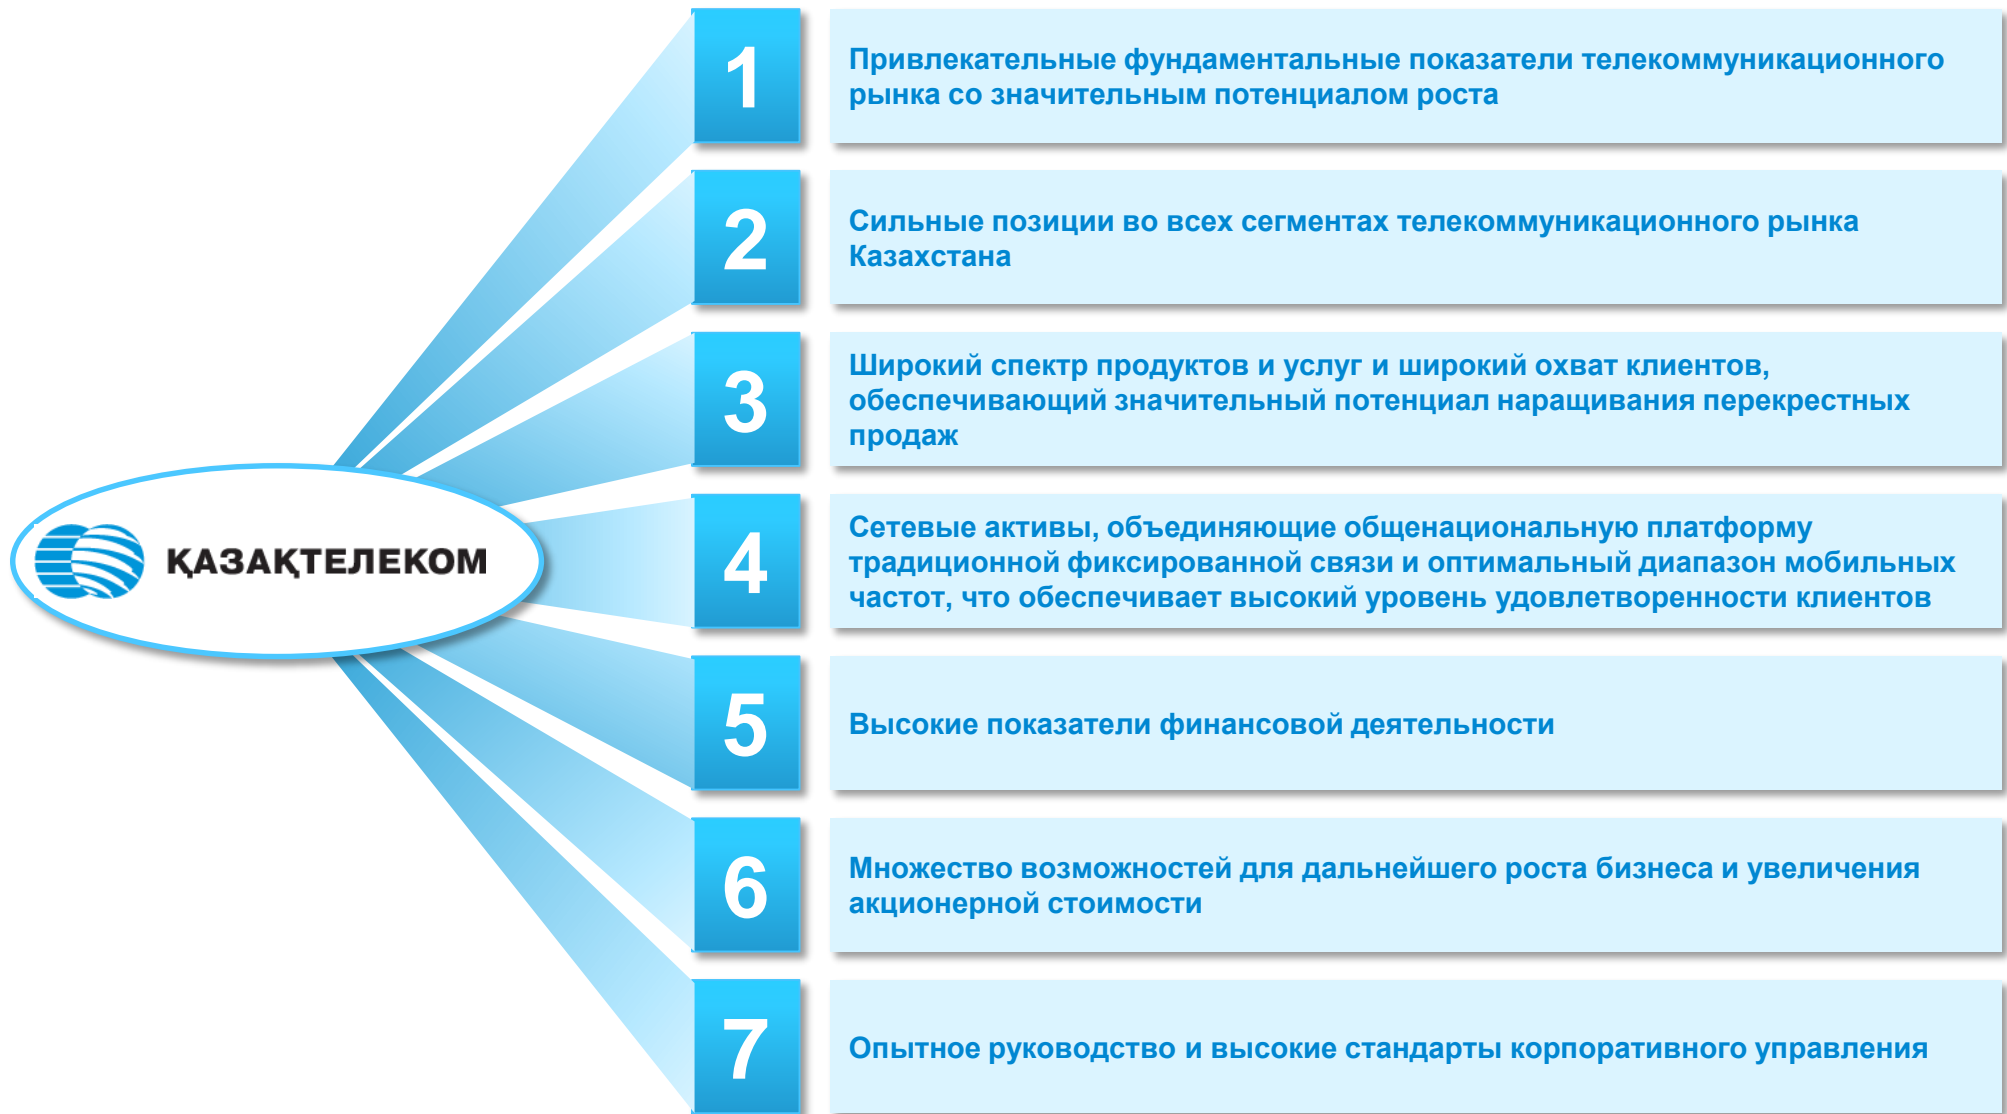 1
Привлекательные фундаментальные показатели телекоммуникационного
рынка со значительным потенциалом роста
2
Сильные позиции во всех сегментах телекоммуникационного рынка
Казахстана
3
Широкий спектр продуктов и услуг и широкий охват клиентов,
обеспечивающий значительный потенциал наращивания перекрестных
продаж
ҚАЗАҚТЕЛЕКОМ
4
Сетевые активы, объединяющие общенациональную платформу
традиционной фиксированной связи и оптимальный диапазон мобильных
частот, что обеспечивает высокий уровень удовлетворенности клиентов
5
Высокие показатели финансовой деятельности
6
Множество возможностей для дальнейшего роста бизнеса и увеличения
акционерной стоимости
7
Опытное руководство и высокие стандарты корпоративного управления